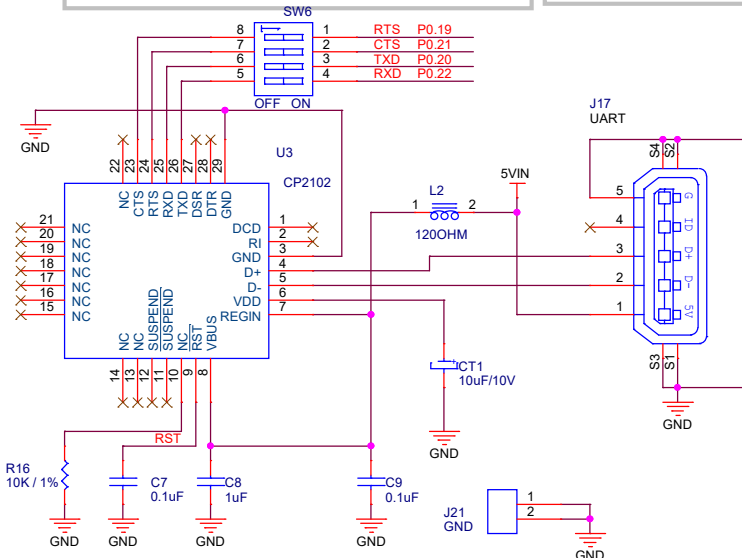 SW6
8 1 RTS P0.19
7 2 CTS P0.21
6 3 TXD P0.20
5 4 RXD P0.22
OFF ON
GND
J17
UART
U3
CP2102
22 23 24 25 26 27 28 29
NC CTS RTS RXD TXD DSR DTR GND
21 NC
20 NC
19 NC
18 NC
17 NC
16 NC
15 NC
DCD 1
RI 2
GND 3
D+ 4
D- 5
VDD 6
REGIN 7
NC NC SUSPEND SUSPEND NC RST VBUS
14 13 12 11 10 9 8
5VIN
L2
1 2
120OHM
S4 S2
5 G
4 ID
3 D+
2 D-
1 5V
S3 S1
GND
CT1
+
10uF/10V
GND
RST
R16
10K / 1%
GND
C7
0.1uF
GND
C8
1uF
GND
C9
0.1uF
GND
J21
GND
1
2
GND